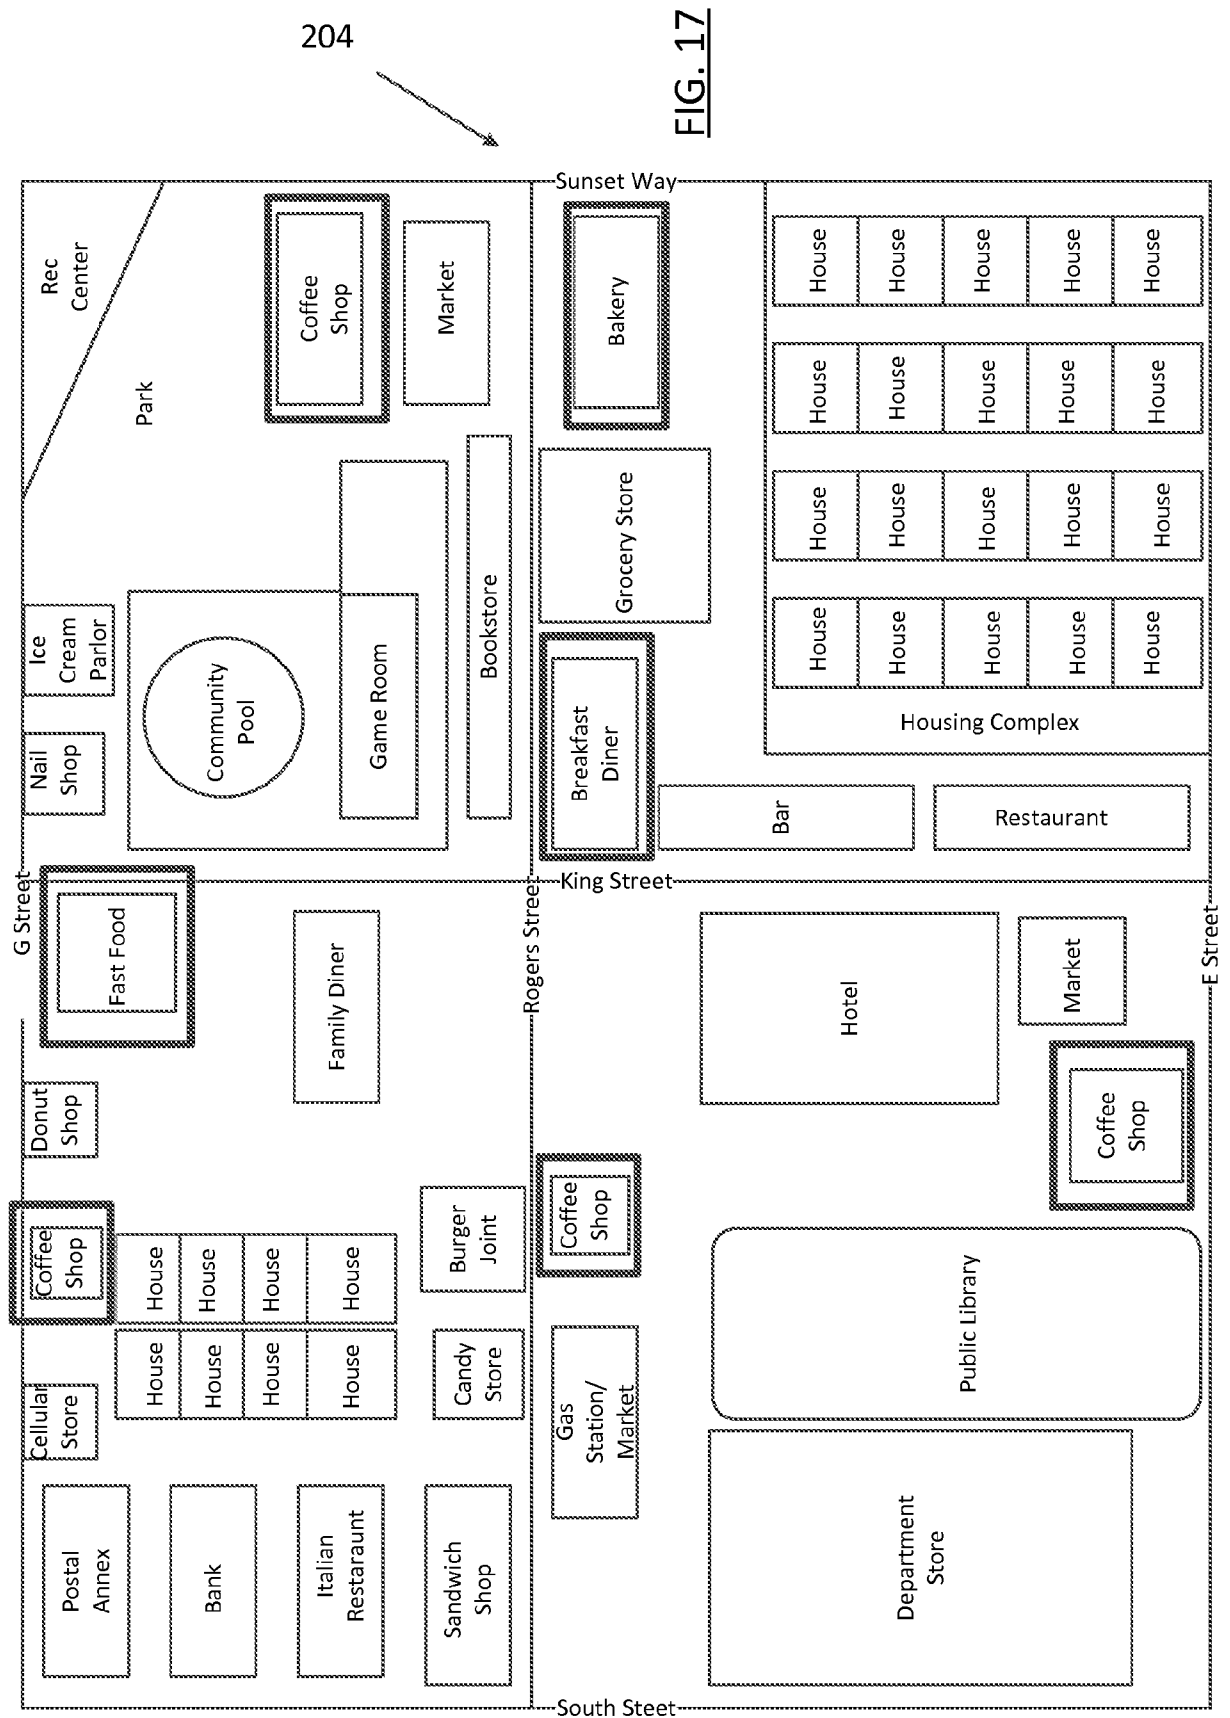 204
FIG. 17
Sunset Way
Rec
Center
Park
Coffee
Shop
Market
Bakery
House
House
House
House
House
House
House
House
House
House
Grocery Store
House
House
House
House
House
Ice
Cream
Parlor
Nail
Shop
Community
Pool
Game Room
Bookstore
Breakfast
Diner
House
House
House
House
House
Housing Complex
Bar
Restaurant
G Street
King Street
Rogers Street
E Street
Fast Food
Family Diner
Hotel
Market
Donut
Shop
Coffee
Shop
Coffee
Shop
House
House
House
House
Burger
Joint
Coffee
Shop
Cellular
Store
House
House
House
House
Candy
Store
Gas
Station/
Market
Public Library
Postal
Annex
Bank
Italian
Restaraunt
Sandwich
Shop
Department
Store
South Steet